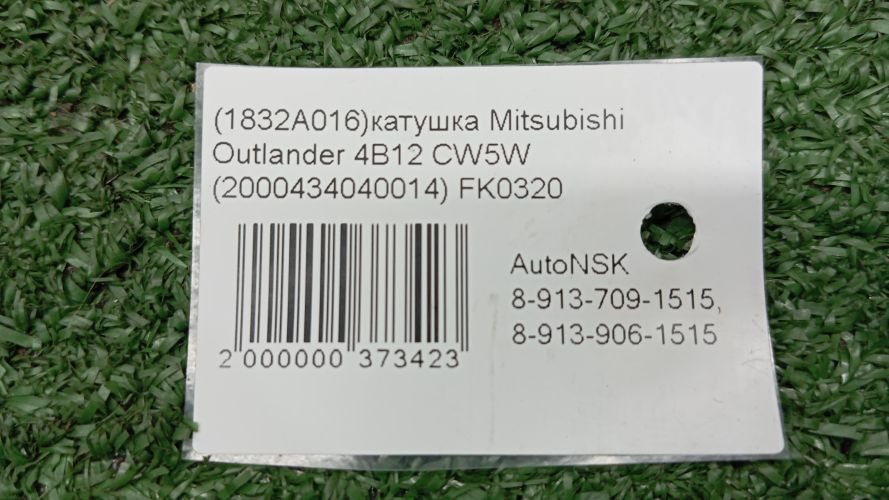 (1832A016)катушка Mitsubishi
Outlander 4B12 CW5W
(2000434040014) FK0320
AutoNSK
8-913-709-1515,
8-913-906-1515
2 000000 373423